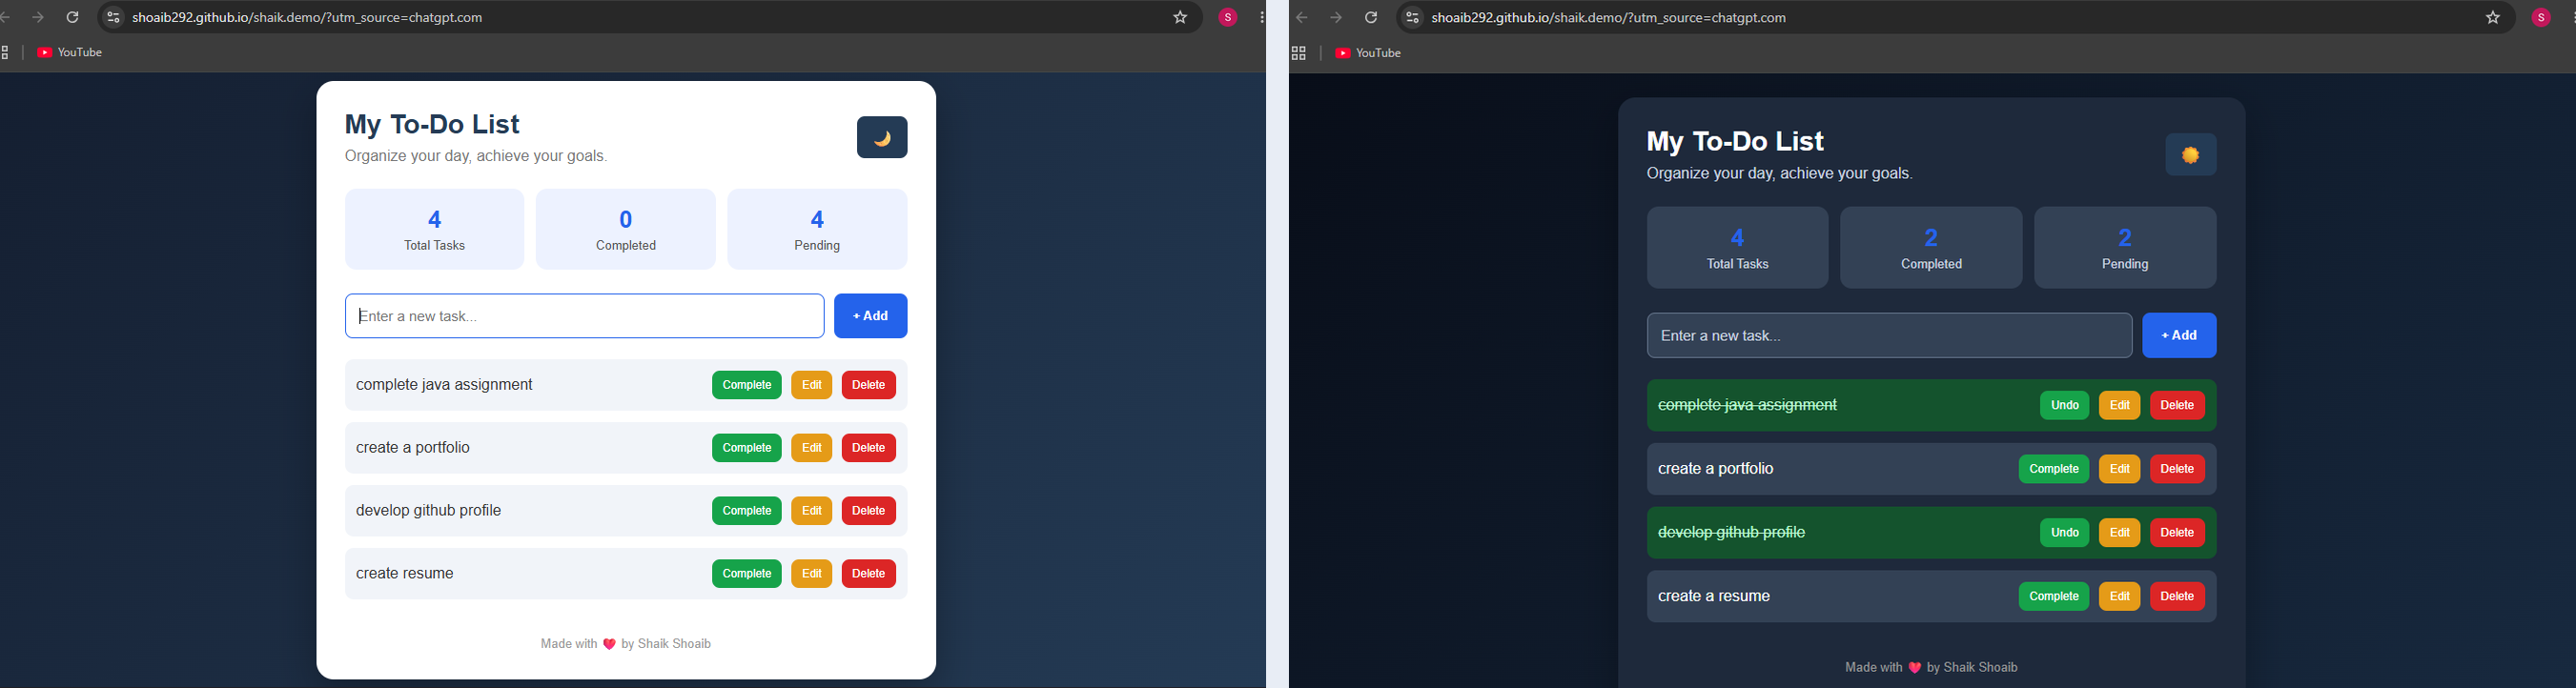 shoaib292.github.io/shaik.demo/?utm_source=chatgpt.com
S
YouTube
My To-Do List
Organize your day, achieve your goals.
4
Total Tasks
0
Completed
4
Pending
Enter a new task...
+ Add
complete java assignment
Complete Edit Delete
create a portfolio
Complete Edit Delete
develop github profile
Complete Edit Delete
create resume
Complete Edit Delete
Made with ❤️ by Shaik Shoaib
shoaib292.github.io/shaik.demo/?utm_source=chatgpt.com
S
YouTube
My To-Do List
Organize your day, achieve your goals.
4
Total Tasks
2
Completed
2
Pending
Enter a new task...
+ Add
complete java assignment
Undo Edit Delete
create a portfolio
Complete Edit Delete
develop github profile
Undo Edit Delete
create a resume
Complete Edit Delete
Made with ❤️ by Shaik Shoaib